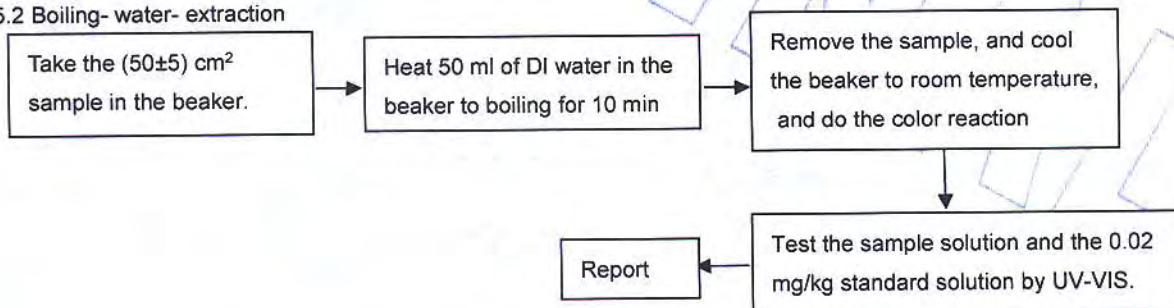 5.2 Boiling- water- extraction
Take the (50±5) cm²
sample in the beaker.
Heat 50 ml of DI water in the
beaker to boiling for 10 min
Remove the sample, and cool
the beaker to room temperature,
and do the color reaction
Test the sample solution and the 0.02
mg/kg standard solution by UV-VIS.
Report